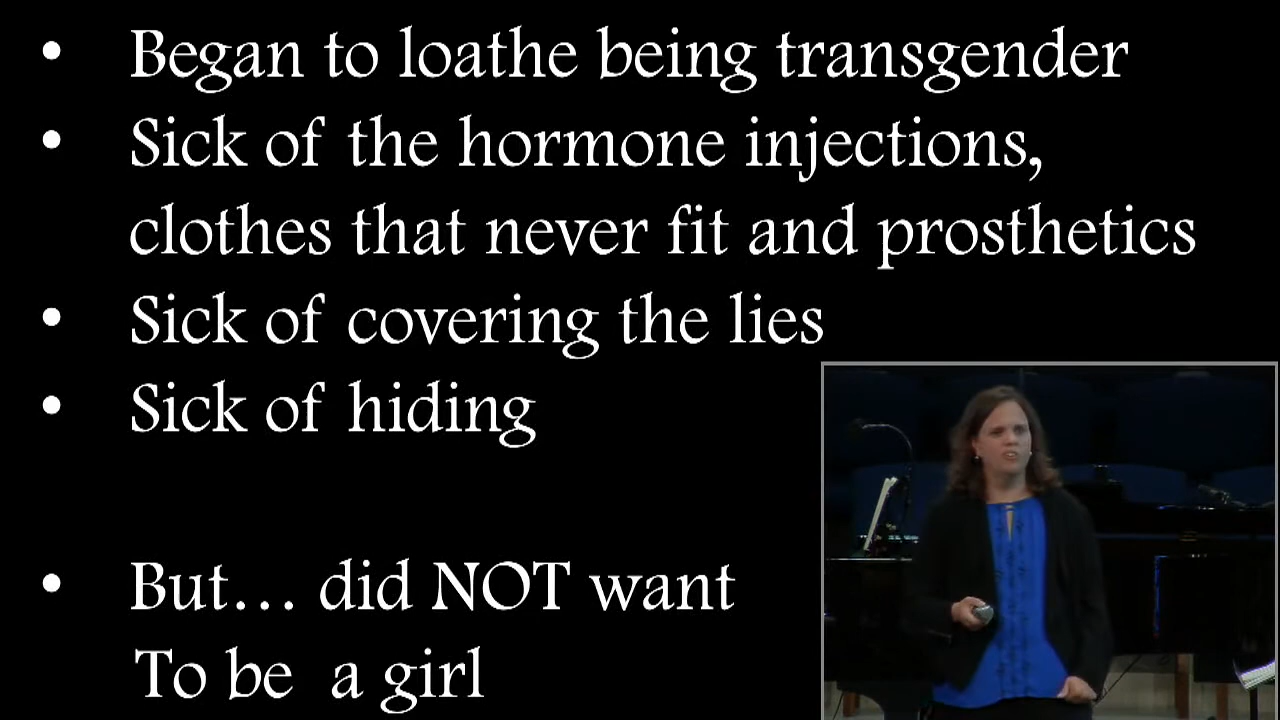 • Began to loathe being transgender
• Sick of the hormone injections,
clothes that never fit and prosthetics
• Sick of covering the lies
• Sick of hiding
• But... did NOT want
To be a girl